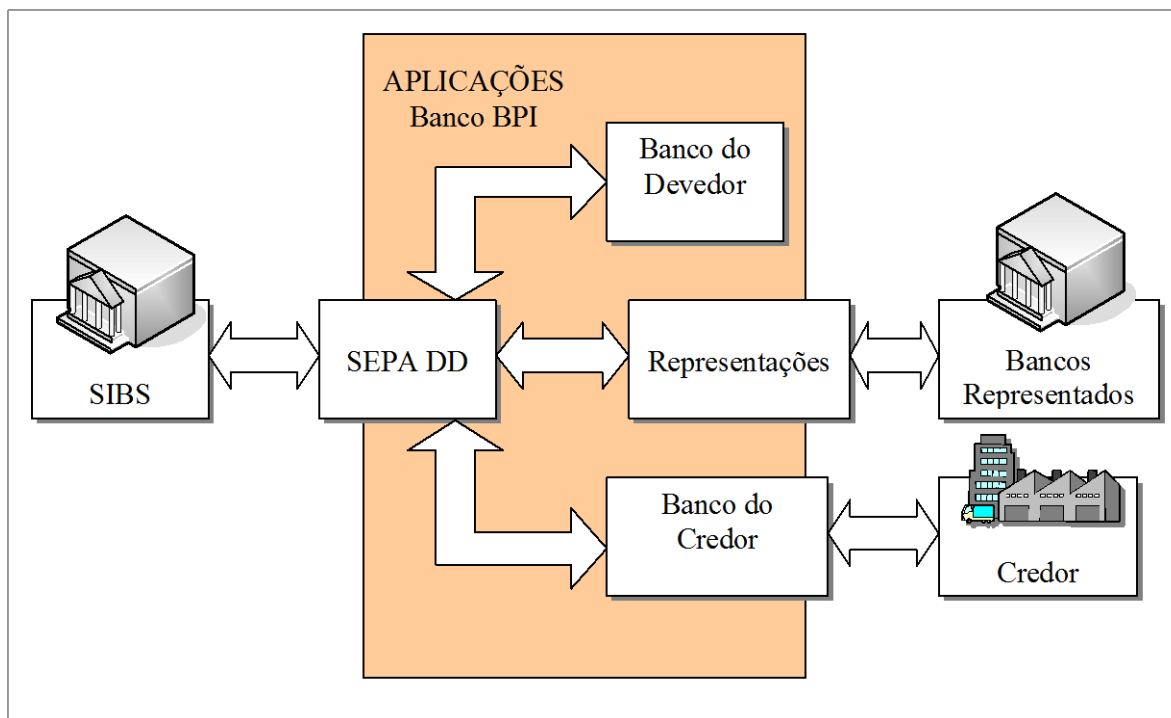 APLICAÇÕES
Banco BPI
Banco do
Devedor
SIBS
SEPA DD
Representações
Bancos
Representados
Banco do
Credor
Credor